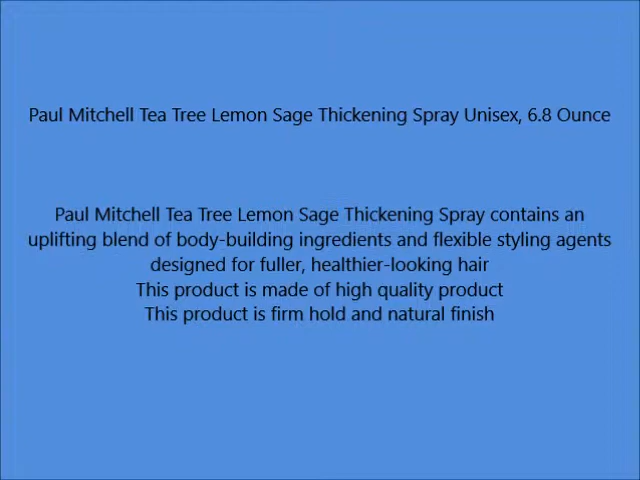 Paul Mitchell Tea Tree Lemon Sage Thickening Spray Unisex, 6.8 Ounce
Paul Mitchell Tea Tree Lemon Sage Thickening Spray contains an
uplifting blend of body-building ingredients and flexible styling agents
designed for fuller, healthier-looking hair
This product is made of high quality product
This product is firm hold and natural finish